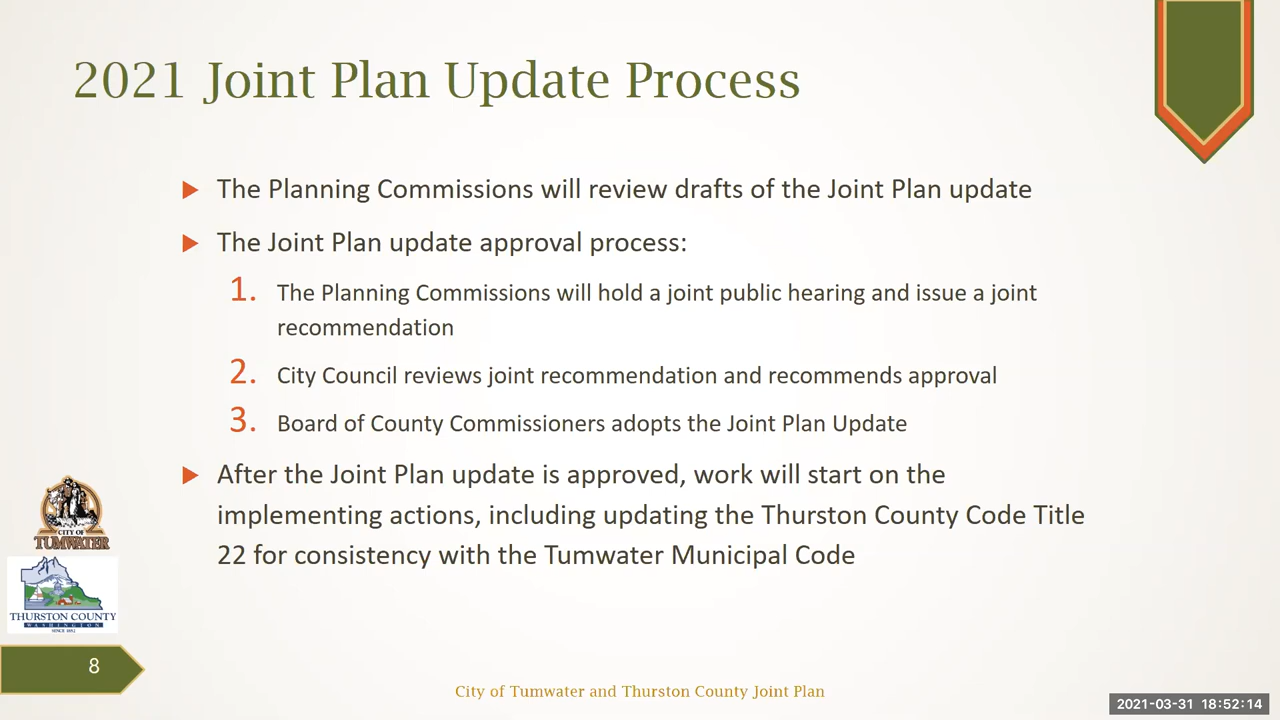 2021 Joint Plan Update Process
The Planning Commissions will review drafts of the Joint Plan update
The Joint Plan update approval process:
1. The Planning Commissions will hold a joint public hearing and issue a joint
recommendation
2. City Council reviews joint recommendation and recommends approval
3. Board of County Commissioners adopts the Joint Plan Update
After the Joint Plan update is approved, work will start on the
implementing actions, including updating the Thurston County Code Title
22 for consistency with the Tumwater Municipal Code
CITY OF
TUMWATER
THURSTON COUNTY
WASHINGTON
SINCE 1852
8
City of Tumwater and Thurston County Joint Plan
2021-03-31 18:52:14